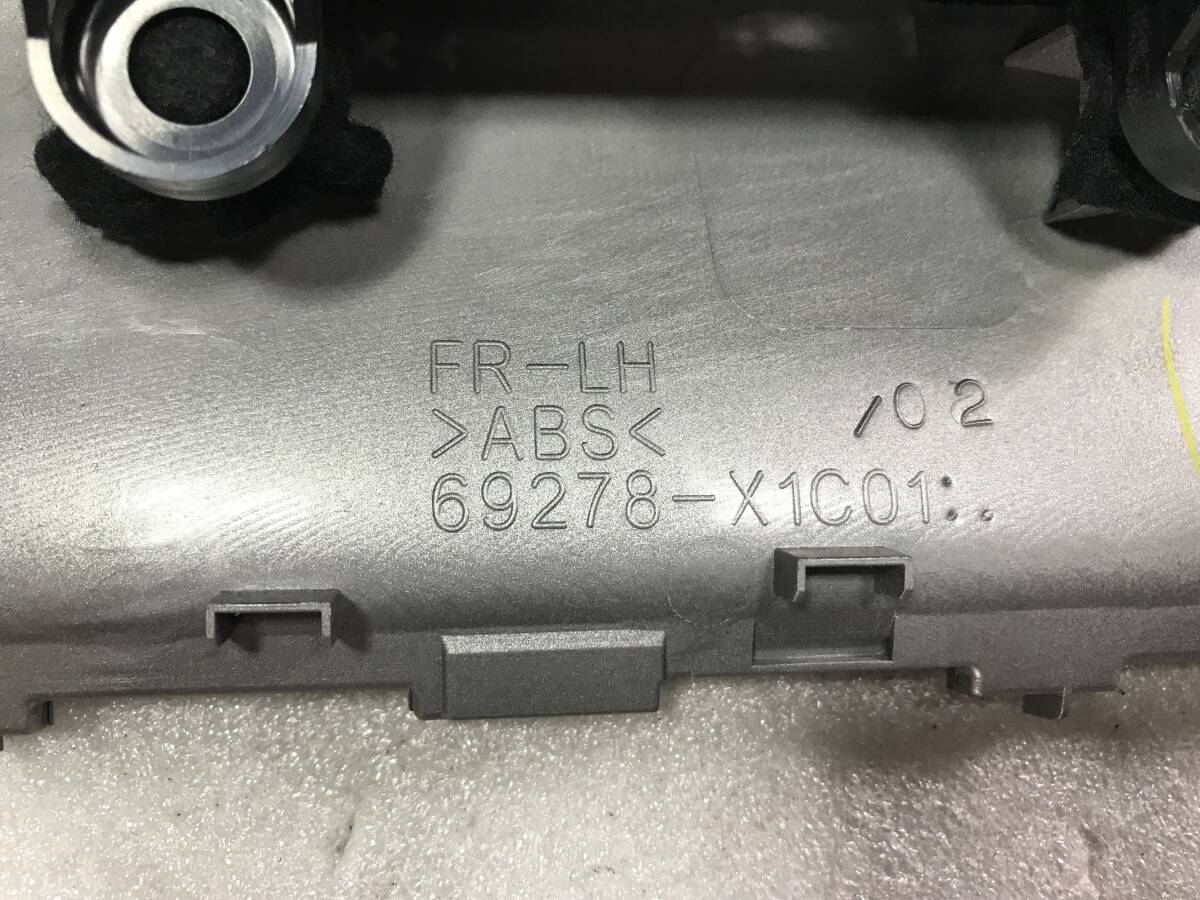 FR-LH
>ABS<
/02
69278-X1C01:.